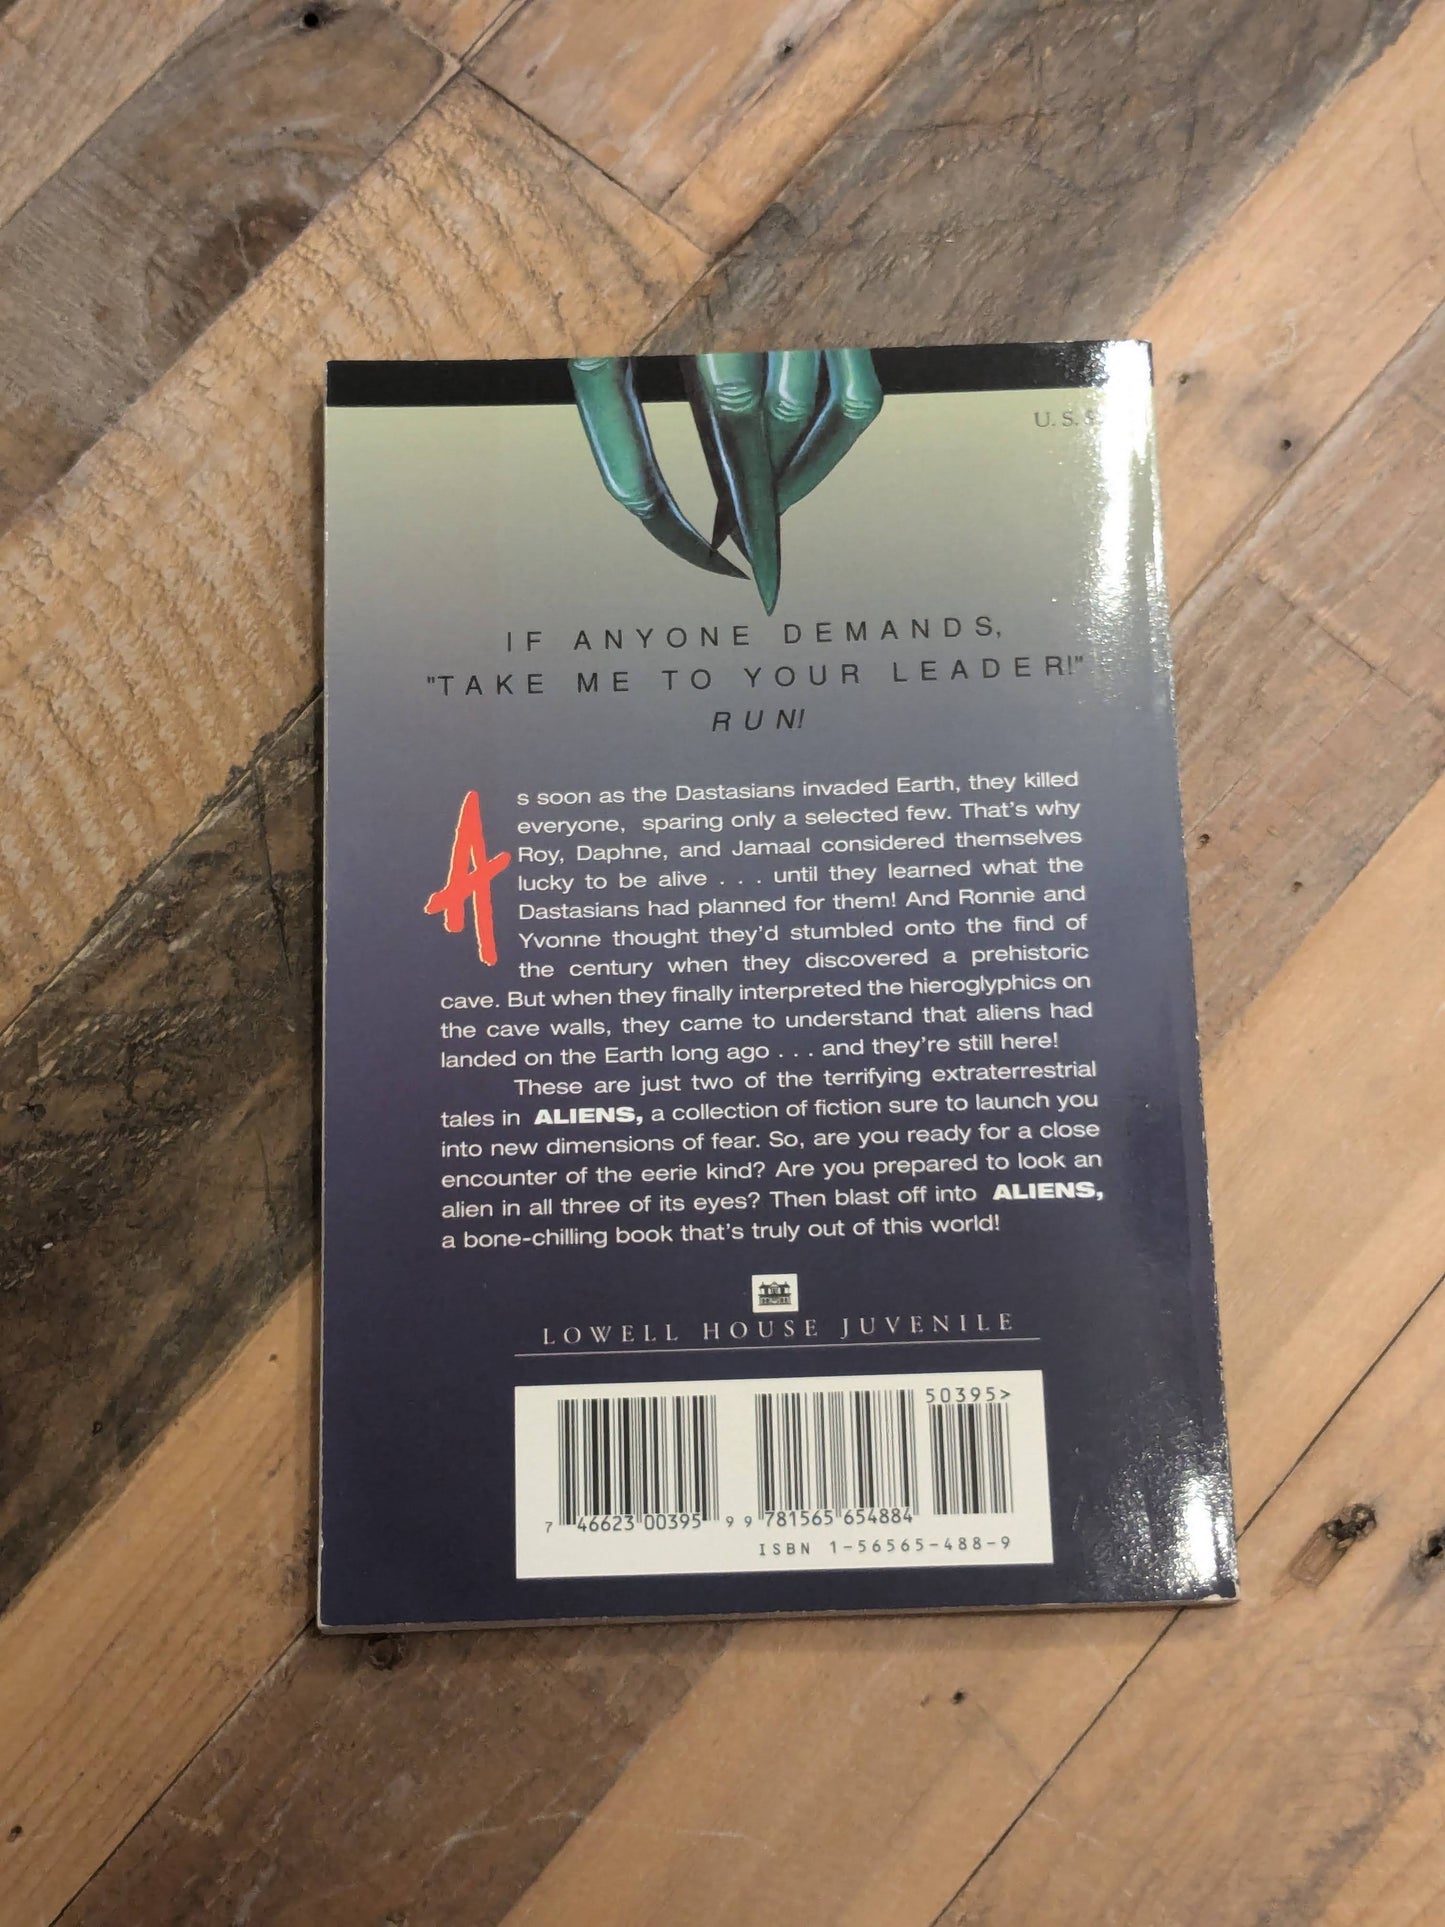 U. S.
IF ANYONE DEMANDS,
"TAKE ME TO YOUR LEADER!"
RUN!
As soon as the Dastasians invaded Earth, they killed
everyone, sparing only a selected few. That's why
Roy, Daphne, and Jamaal considered themselves
lucky to be alive . . . until they learned what the
Dastasians had planned for them! And Ronnie and
Yvonne thought they'd stumbled onto the find of
the century when they discovered a prehistoric
cave. But when they finally interpreted the hieroglyphics on
the cave walls, they came to understand that aliens had
landed on the Earth long ago . . . and they're still here!
These are just two of the terrifying extraterrestrial
tales in ALIENS, a collection of fiction sure to launch you
into new dimensions of fear. So, are you ready for a close
encounter of the eerie kind? Are you prepared to look an
alien in all three of its eyes? Then blast off into ALIENS,
a bone-chilling book that's truly out of this world!
LOWELL HOUSE JUVENILE
50395>
7 46623 00395 9 9 781565 654884
ISBN 1-56565-488-9